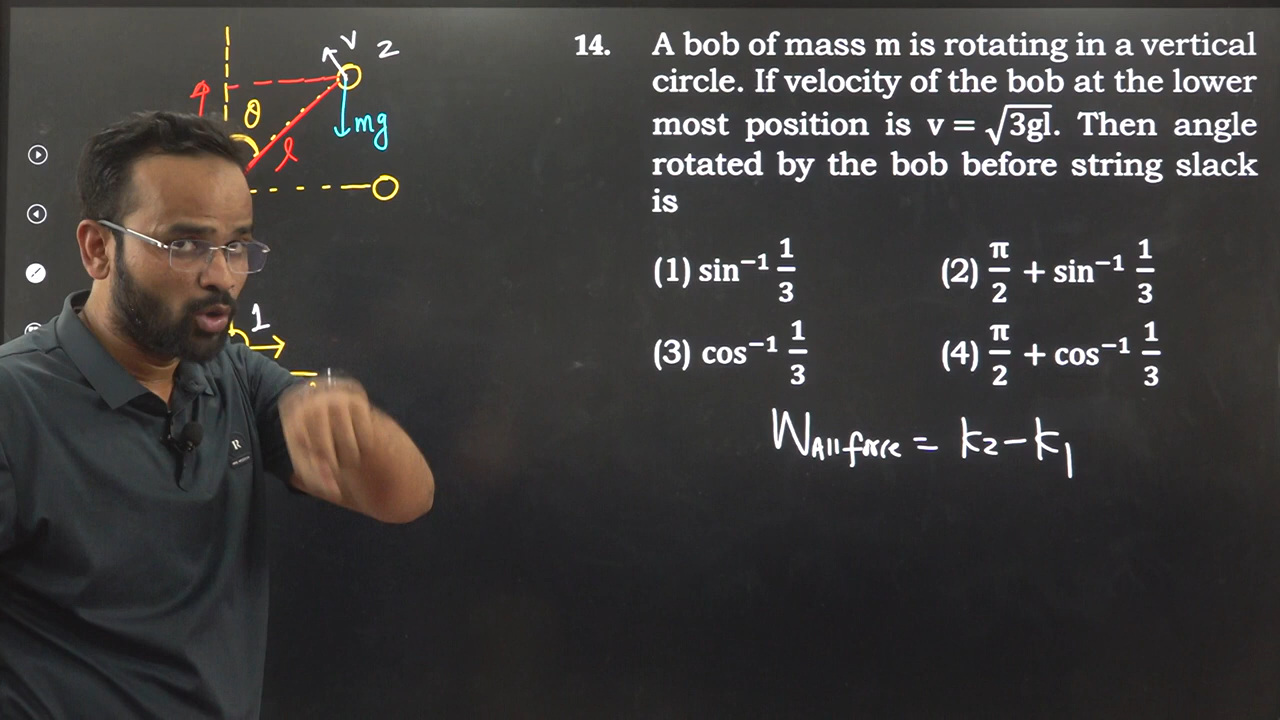 v 2
θ
mg
l
1
R
14. A bob of mass m is rotating in a vertical
circle. If velocity of the bob at the lower
most position is v = √3gl. Then angle
rotated by the bob before string slack
is
(1) sin⁻¹ 1/3 (2) π/2 + sin⁻¹ 1/3
(3) cos⁻¹ 1/3 (4) π/2 + cos⁻¹ 1/3
W All force = k₂ – k₁